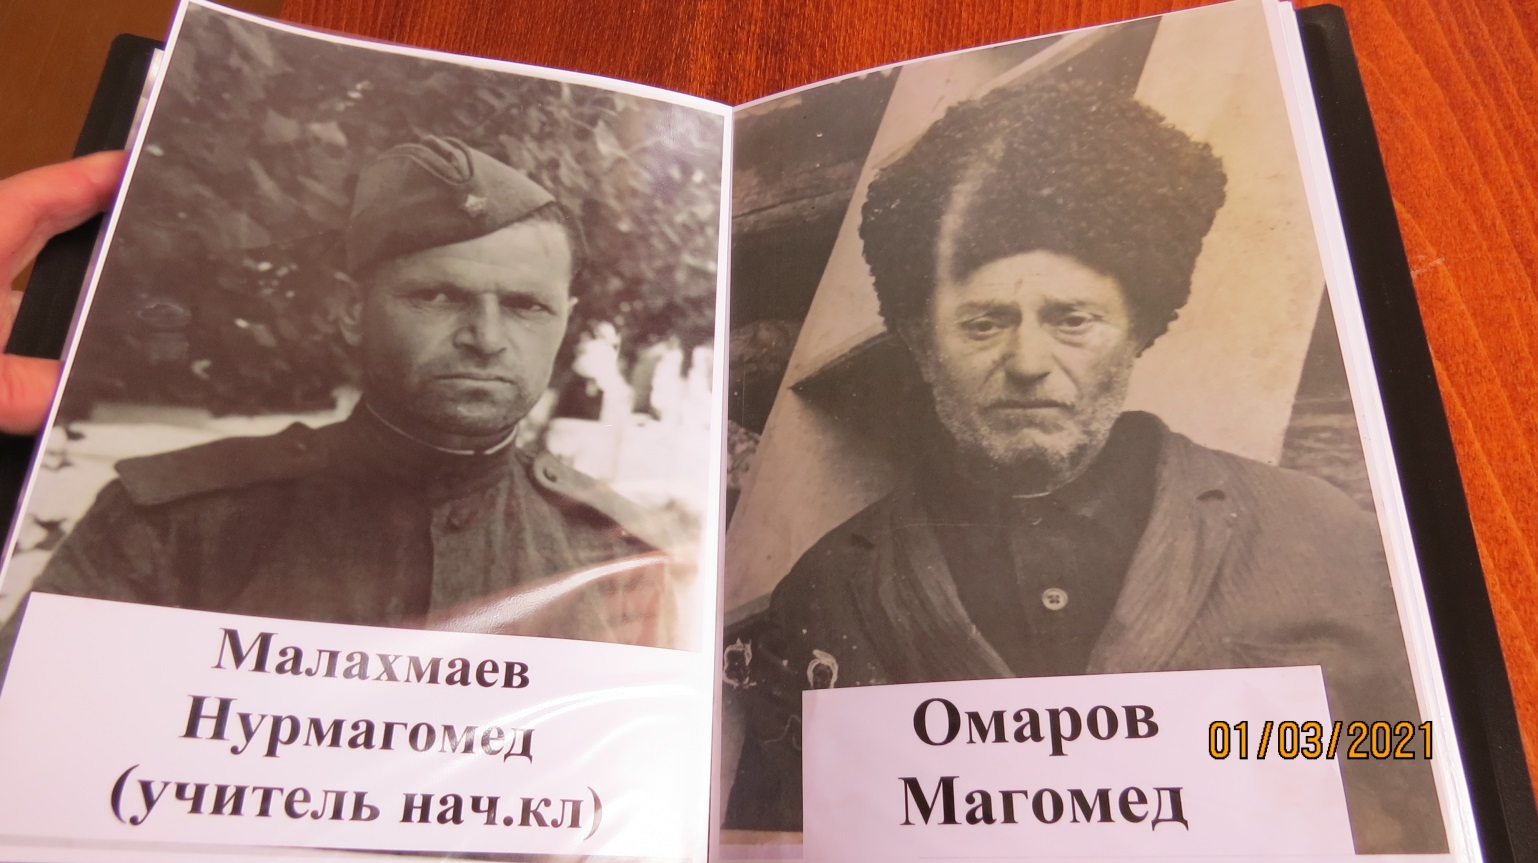 Малахмаев
Нурмагомед
(учитель нач.кл)
Омаров
Магомед
01/03/2021